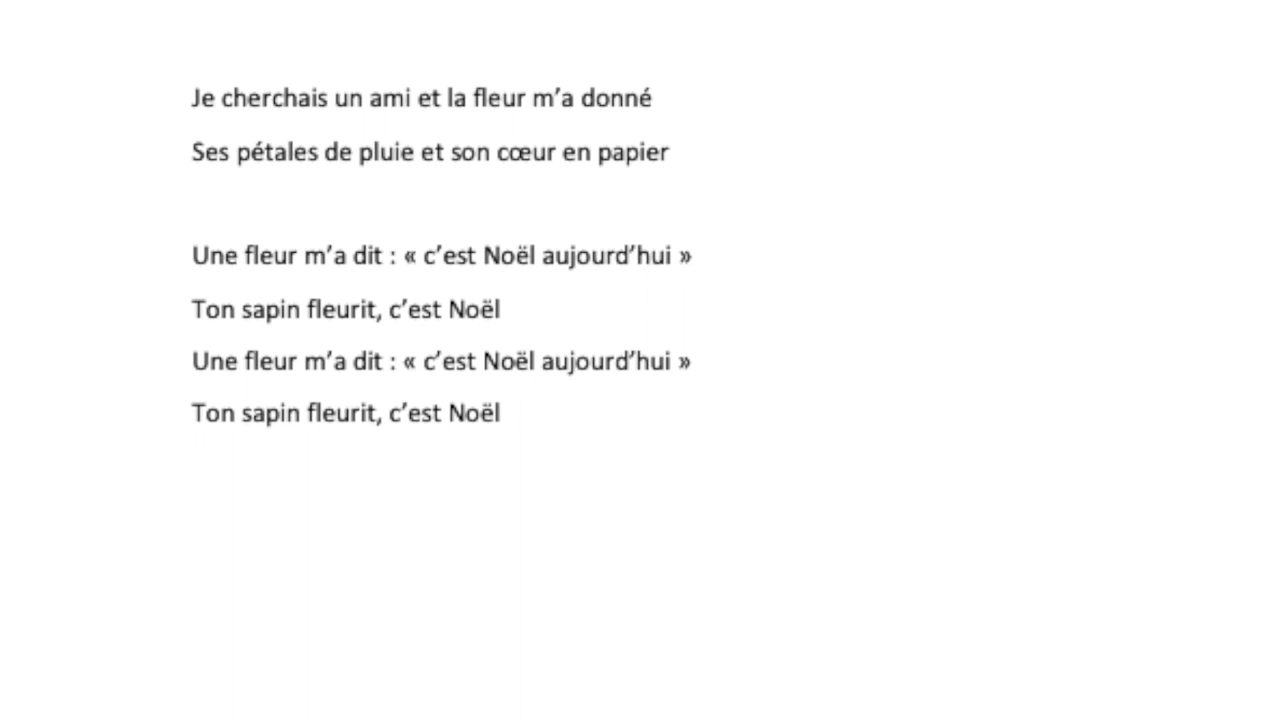 Je cherchais un ami et la fleur m’a donné
Ses pétales de pluie et son cœur en papier
Une fleur m’a dit : « c’est Noël aujourd’hui »
Ton sapin fleurit, c’est Noël
Une fleur m’a dit : « c’est Noël aujourd’hui »
Ton sapin fleurit, c’est Noël